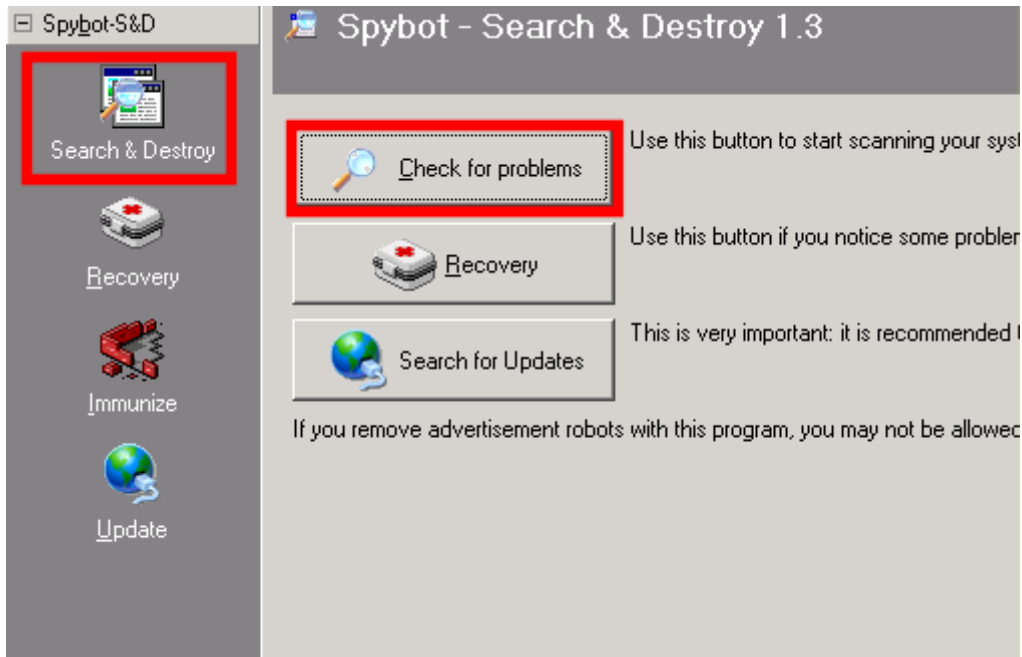 Spybot-S&D
Search & Destroy
Recovery
Immunize
Update
Spybot - Search & Destroy 1.3
Check for problems
Use this button to start scanning your
Recovery
Use this button if you notice some
Search for Updates
This is very important: it is recommended
If you remove advertisement robots with this program, you may not be allowed